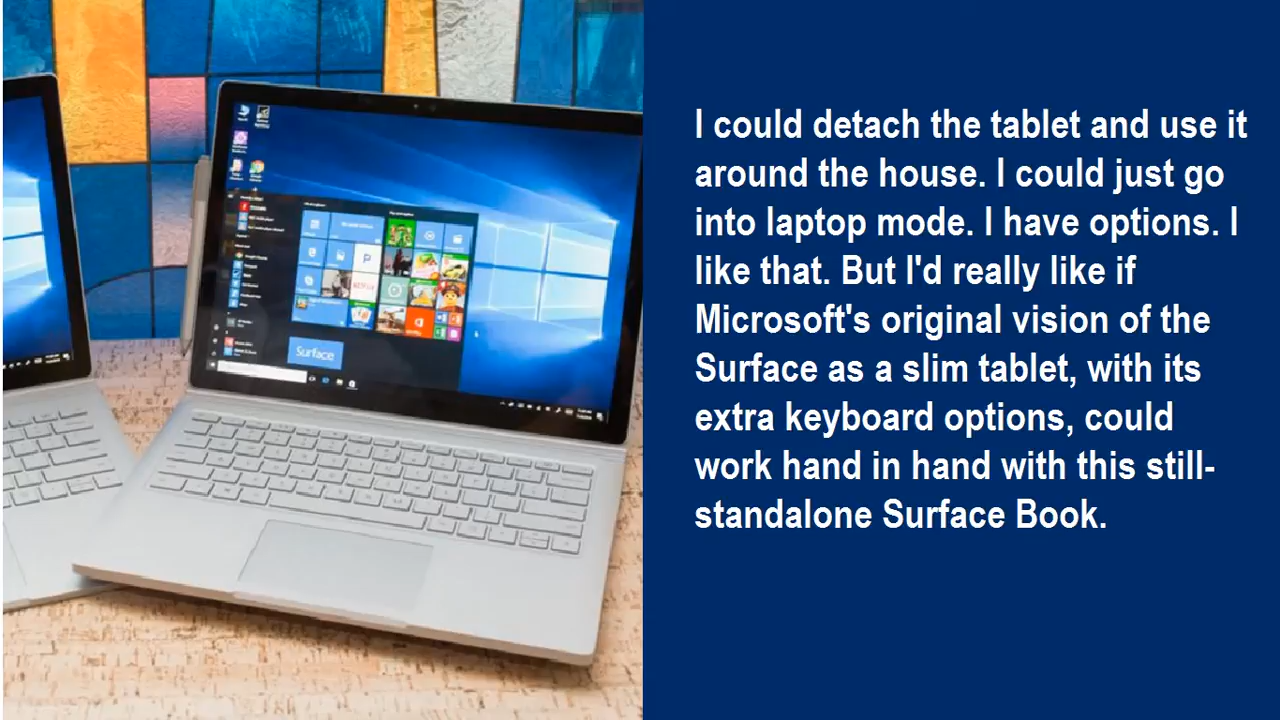 Surface
I could detach the tablet and use it
around the house. I could just go
into laptop mode. I have options. I
like that. But I'd really like if
Microsoft's original vision of the
Surface as a slim tablet, with its
extra keyboard options, could
work hand in hand with this still-
standalone Surface Book.